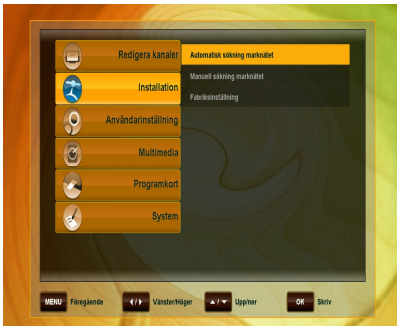 Redigera kanaler
Installation
Användarinställning
Multimedia
Programkort
System
Automatisk sökning marknätet
Manuell sökning marknätet
Fabriksinställning
MENU Föregående Vänster/Höger Upp/ner OK Skriv